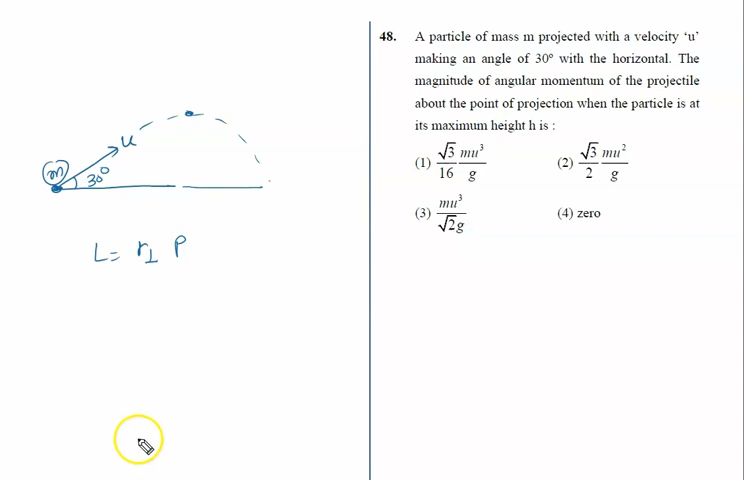 m
u
30°
L = r⊥ P
48. A particle of mass m projected with a velocity ‘u’
making an angle of 30° with the horizontal. The
magnitude of angular momentum of the projectile
about the point of projection when the particle is at
its maximum height h is :
(1) √3/16 mu³/g (2) √3/2 mu²/g
(3) mu³/√2g (4) zero